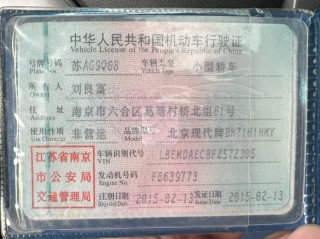 中华人民共和国机动车行驶证
Vehicle License of the People's Republic of China
号牌号码 苏AG9Q68 车辆类型 小型轿车
Plate No. Vehicle Type
所有人 刘良富
Owner
住址 南京市六合区葛塘村桥北组61号
Address
使用性质 非营运 品牌型号 北京现代牌BH7161HMY
Use Character Model
江苏省南京市公安局交通管理局
车辆识别代号 LBEMDAEC8FZ572305
VIN
发动机号码 FB639773
Engine No.
注册日期 2015-02-13 发证日期 2015-02-13
Register Date Issue Date